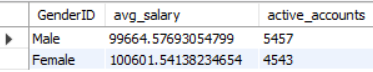 GenderID avg_salary active_accounts
Male 99664.57693054799 5457
Female 100601.54138234654 4543